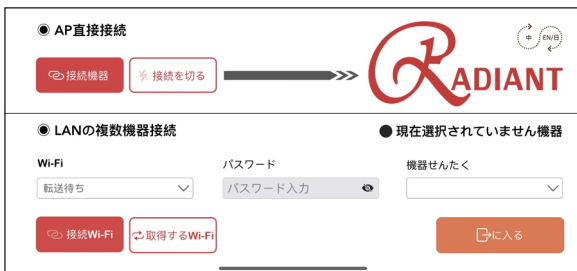 ◉ AP直接接続
中 EN/日
接続機器 接続を切る
RADIANT
◉ LANの複数機器接続 ● 現在選択されていません機器
Wi-Fi パスワード 機器せんたく
転送待ち パスワード入力
接続Wi-Fi 取得するWi-Fi に入る